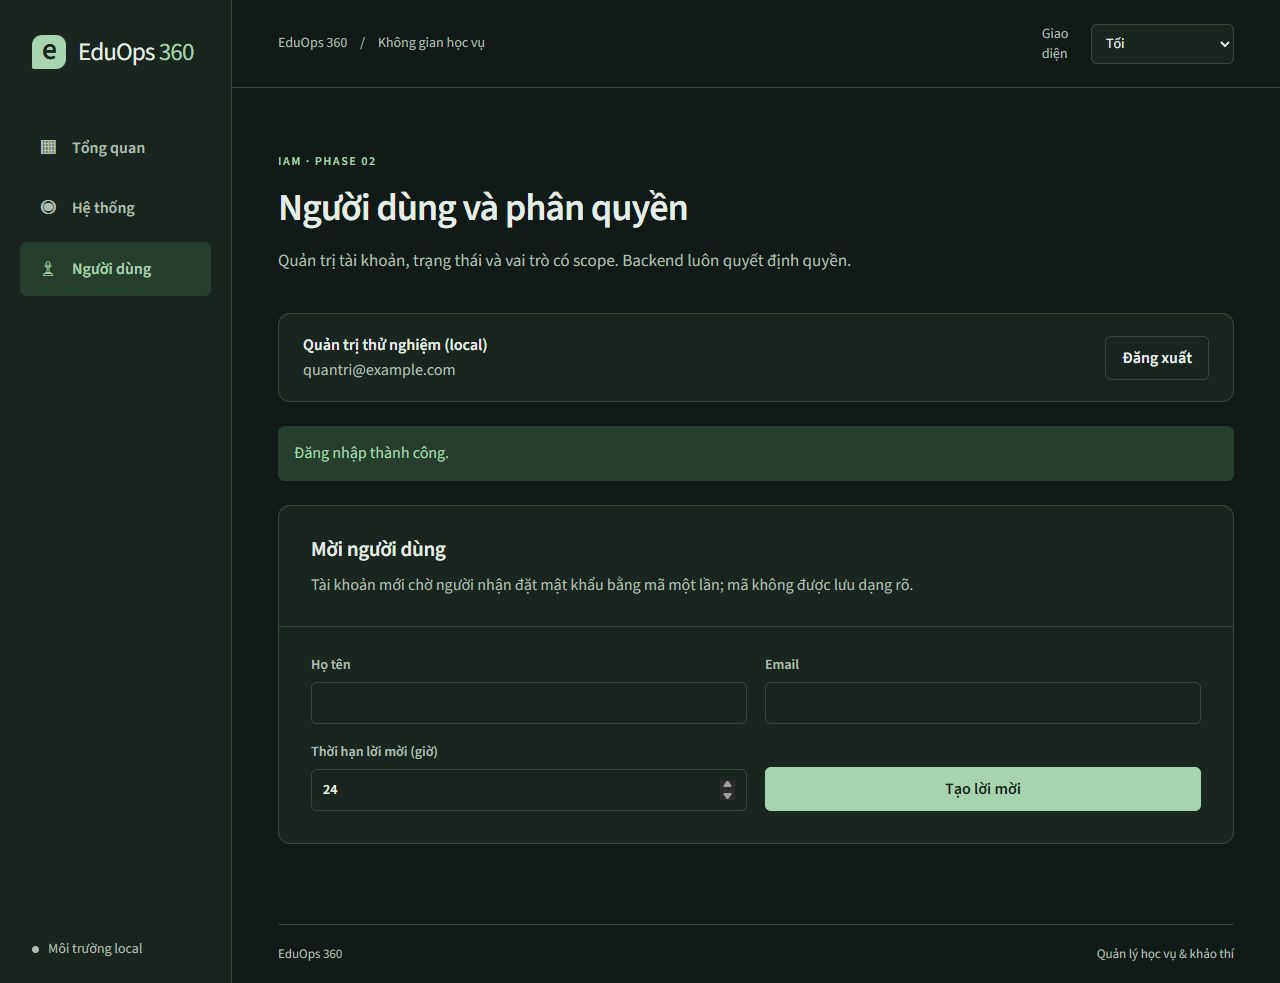 e EduOps 360
Tổng quan
Hệ thống
Người dùng
Môi trường local
EduOps 360 / Không gian học vụ
Giao
diện
Tối
IAM · PHASE 02
Người dùng và phân quyền
Quản trị tài khoản, trạng thái và vai trò có scope. Backend luôn quyết định quyền.
Quản trị thử nghiệm (local)
quantri@example.com
Đăng xuất
Đăng nhập thành công.
Mời người dùng
Tài khoản mới chờ người nhận đặt mật khẩu bằng mã một lần; mã không được lưu dạng rõ.
Họ tên
Email
Thời hạn lời mời (giờ)
24
Tạo lời mời
EduOps 360
Quản lý học vụ & khảo thí